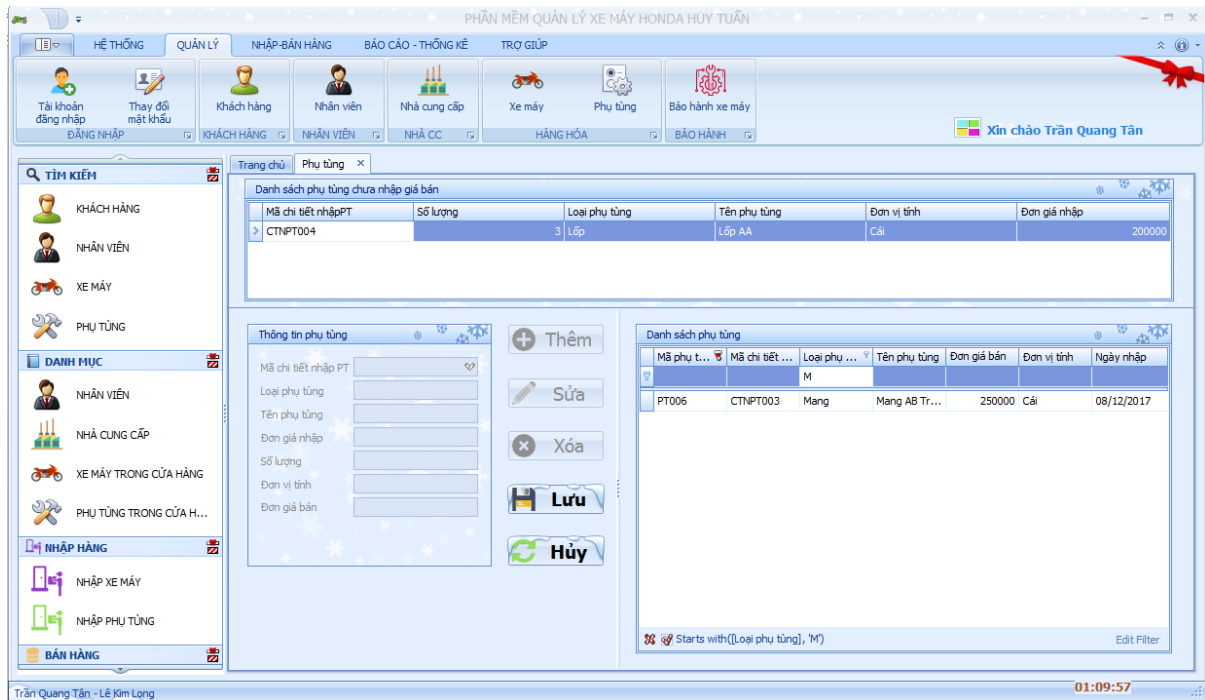 PHẦN MỀM QUẢN LÝ XE MÁY HONDA HUY TUẤN
HỆ THỐNG QUẢN LÝ NHẬP-BÁN HÀNG BÁO CÁO - THỐNG KÊ TRỢ GIÚP
Tài khoản đăng nhập
Thay đổi mật khẩu
Khách hàng
Nhân viên
Nhà cung cấp
Xe máy
Phụ tùng
Bảo hành xe máy
ĐĂNG NHẬP KHÁCH HÀNG NHÂN VIÊN NHÀ CC HÀNG HÓA BẢO HÀNH
Xin chào Trần Quang Tân
TÌM KIẾM
KHÁCH HÀNG
NHÂN VIÊN
XE MÁY
PHỤ TÙNG
DANH MỤC
NHÂN VIÊN
NHÀ CUNG CẤP
XE MÁY TRONG CỬA HÀNG
PHỤ TÙNG TRONG CỬA H...
NHẬP HÀNG
NHẬP XE MÁY
NHẬP PHỤ TÙNG
BÁN HÀNG
Trang chủ Phụ tùng
Danh sách phụ tùng chưa nhập giá bán
Mã chi tiết nhậpPT Số lượng Loại phụ tùng Tên phụ tùng Đơn vị tính Đơn giá nhập
CTNPT004 3 Lốp Lốp AA Cái 200000
Thông tin phụ tùng
Mã chi tiết nhập PT
Loại phụ tùng
Tên phụ tùng
Đơn giá nhập
Số lượng
Đơn vị tính
Đơn giá bán
Thêm
Sửa
Xóa
Lưu
Hủy
Danh sách phụ tùng
Mã phụ t... Mã chi tiết ... Loại phụ ... Tên phụ tùng Đơn giá bán Đơn vị tính Ngày nhập
M
PT006 CTNPT003 Mang Mang AB Tr... 250000 Cái 08/12/2017
Starts with([Loại phụ tùng], 'M') Edit Filter
Trần Quang Tân - Lê Kim Long 01:09:57